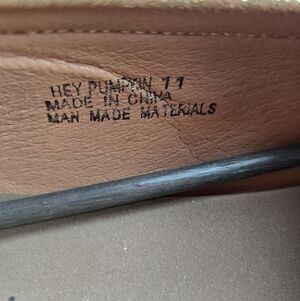 HEY PUMPKIN 11
MADE IN CHINA
MAN MADE MATERIALS